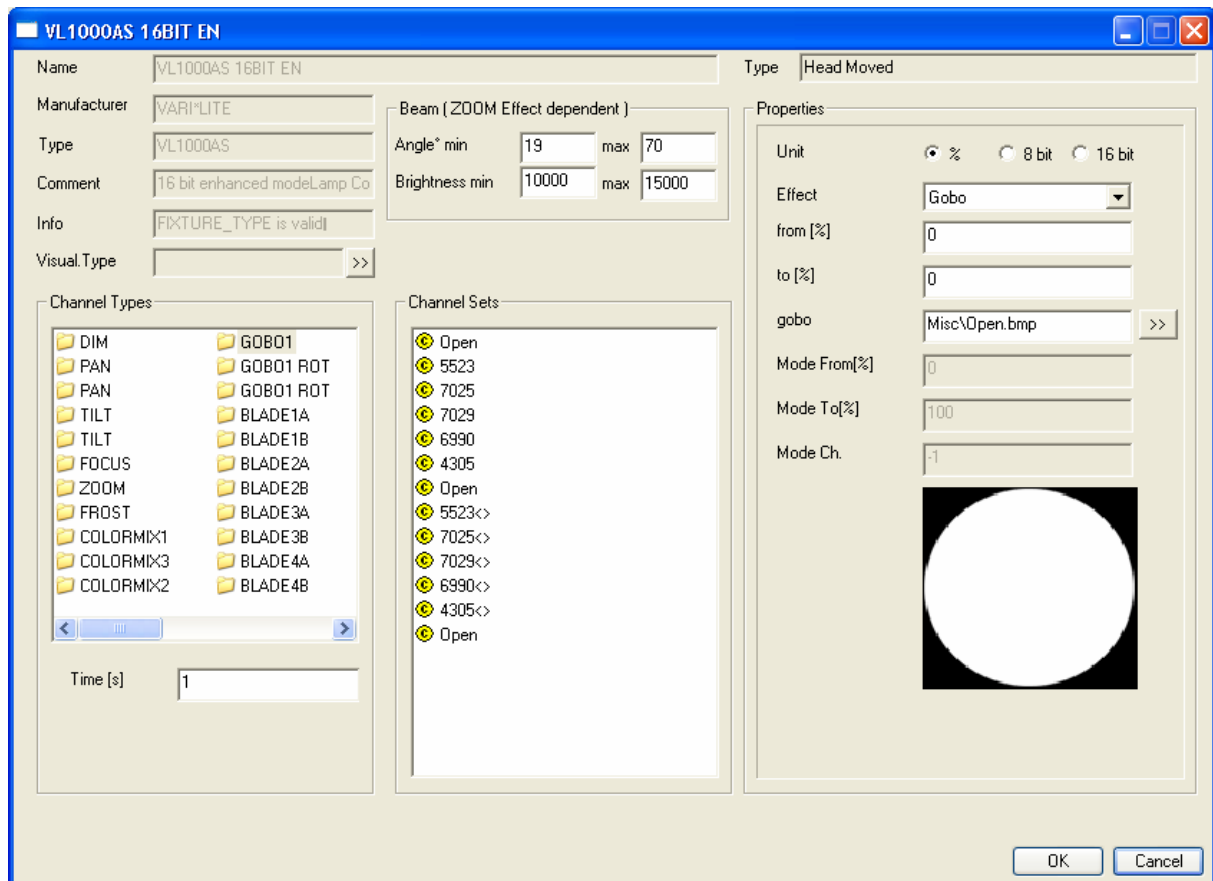 VL1000AS 16BIT EN
Name VL1000AS 16BIT EN
Type Head Moved
Manufacturer VARI*LITE
Type VL1000AS
Comment 16 bit enhanced modeLamp Co
Info FIXTURE_TYPE is valid
Visual.Type >>
Beam ( ZOOM Effect dependent )
Angle° min 19 max 70
Brightness min 10000 max 15000
Channel Types
DIM
PAN
PAN
TILT
TILT
FOCUS
ZOOM
FROST
COLORMIX1
COLORMIX3
COLORMIX2
GOBO1
GOBO1 ROT
GOBO1 ROT
BLADE1A
BLADE1B
BLADE2A
BLADE2B
BLADE3A
BLADE3B
BLADE4A
BLADE4B
Time [s] 1
Channel Sets
C Open
C 5523
C 7025
C 7029
C 6990
C 4305
C Open
C 5523<>
C 7025<>
C 7029<>
C 6990<>
C 4305<>
C Open
Properties
Unit % 8 bit 16 bit
Effect Gobo
from [%] 0
to [%] 0
gobo Misc\Open.bmp >>
Mode From[%] 0
Mode To[%] 100
Mode Ch. -1
OK Cancel